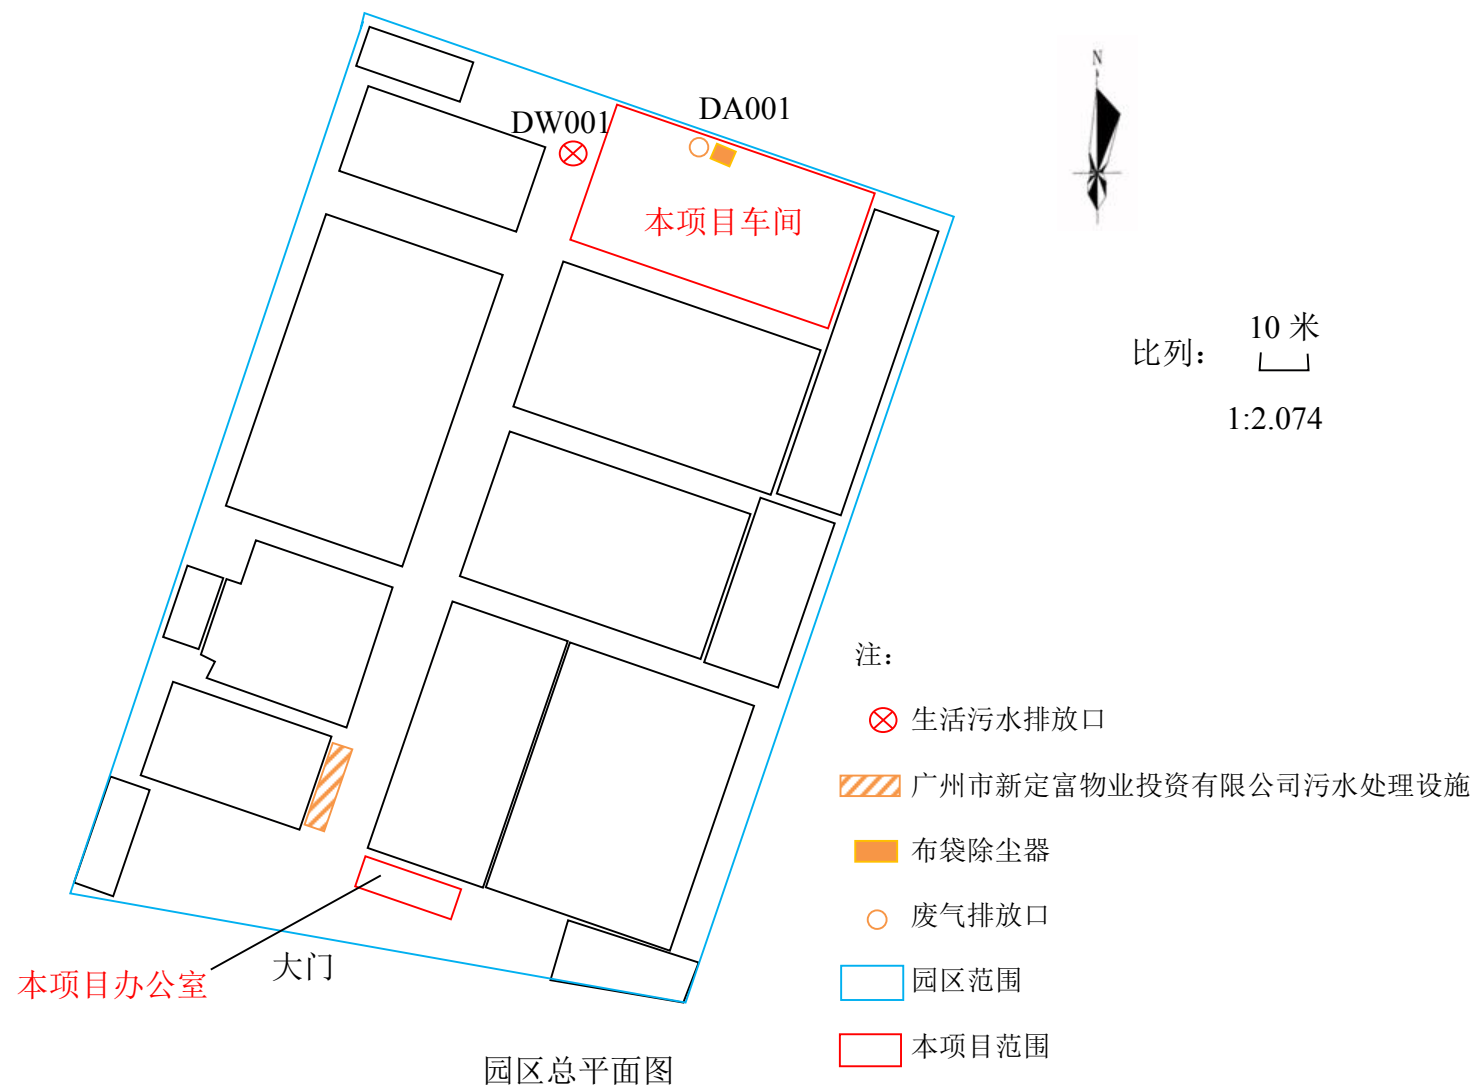 N
DW001
DA001
本项目车间
10 米
比列：
1:2.074
注：
生活污水排放口
广州市新定富物业投资有限公司污水处理设施
布袋除尘器
废气排放口
园区范围
本项目范围
大门
本项目办公室
园区总平面图